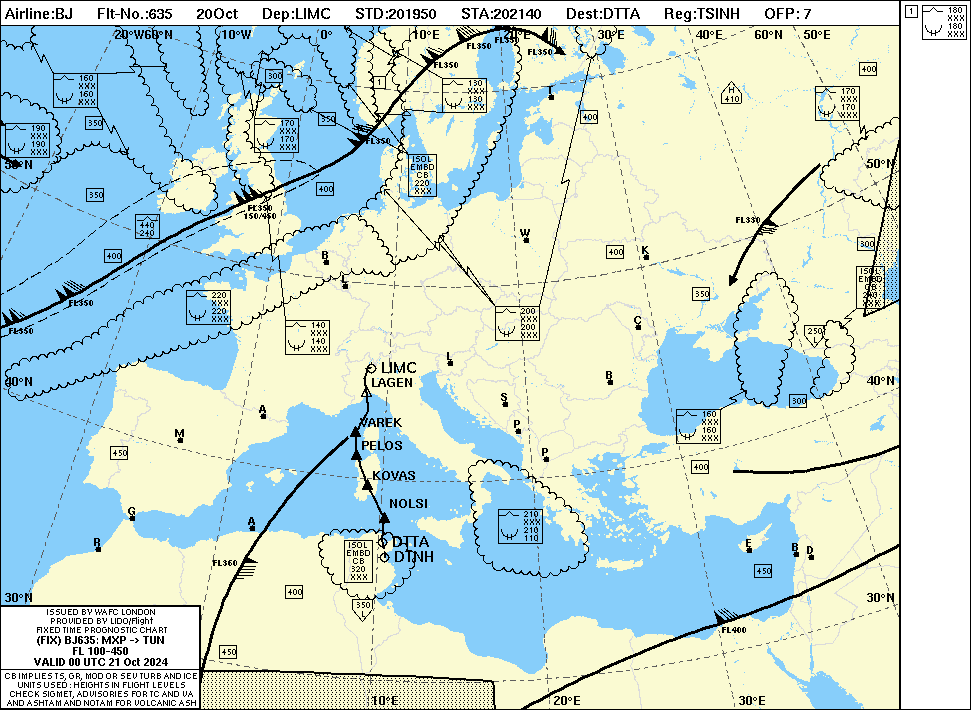 Airline:BJ Flt-No.:635 20Oct Dep:LIMC STD:201950 STA:202140 Dest:DTTA Reg:TSINH OFP: 7
1
180
XXX
180
XXX
20°W60°N 10°W 0° 10°E 20°E 30°E 40°E 60°N 50°E
FL350
FL350
FL350
FL350
1
300
400
160
XXX
160
XXX
130
XXX
130
XXX
T
H
410
170
XXX
170
XXX
350
350
400
190
XXX
190
XXX
170
XXX
170
XXX
FL350
50°N
50°N
ISOL
EMBD
CB
220
XXX
350
400
FL350
150/450
440
240
FL330
W
300
400
B
400
K
ISOL
EMBD
CB
240
XXX
L
350
FL350
220
XXX
220
XXX
200
XXX
200
XXX
C
FL350
140
XXX
140
XXX
250
L
L
LIMC
LAGEN
40°N
B
40°N
S
300
A
VAREK
160
XXX
160
XXX
P
M
PELOS
450
P
400
KOVAS
NOLSI
G
210
XXX
210
110
A
R
DTTA
E
B
D
ISOL
EMBD
CB
320
XXX
DTNH
FL360
450
400
30°N
30°N
350
L
FL400
ISSUED BY WAFC LONDON
PROVIDED BY LIDO/Flight
FIXED TIME PROGNOSTIC CHART
(FIX) BJ635: MXP -> TUN
FL 100-450
VALID 00 UTC 21 Oct 2024
450
CB IMPLIES TS, GR, MOD OR SEV TURB AND ICE
UNITS USED : HEIGHTS IN FLIGHT LEVELS
CHECK SIGMET, ADVISORIES FOR TC AND VA
AND ASHTAM AND NOTAM FOR VOLCANIC ASH
10°E 20°E 30°E